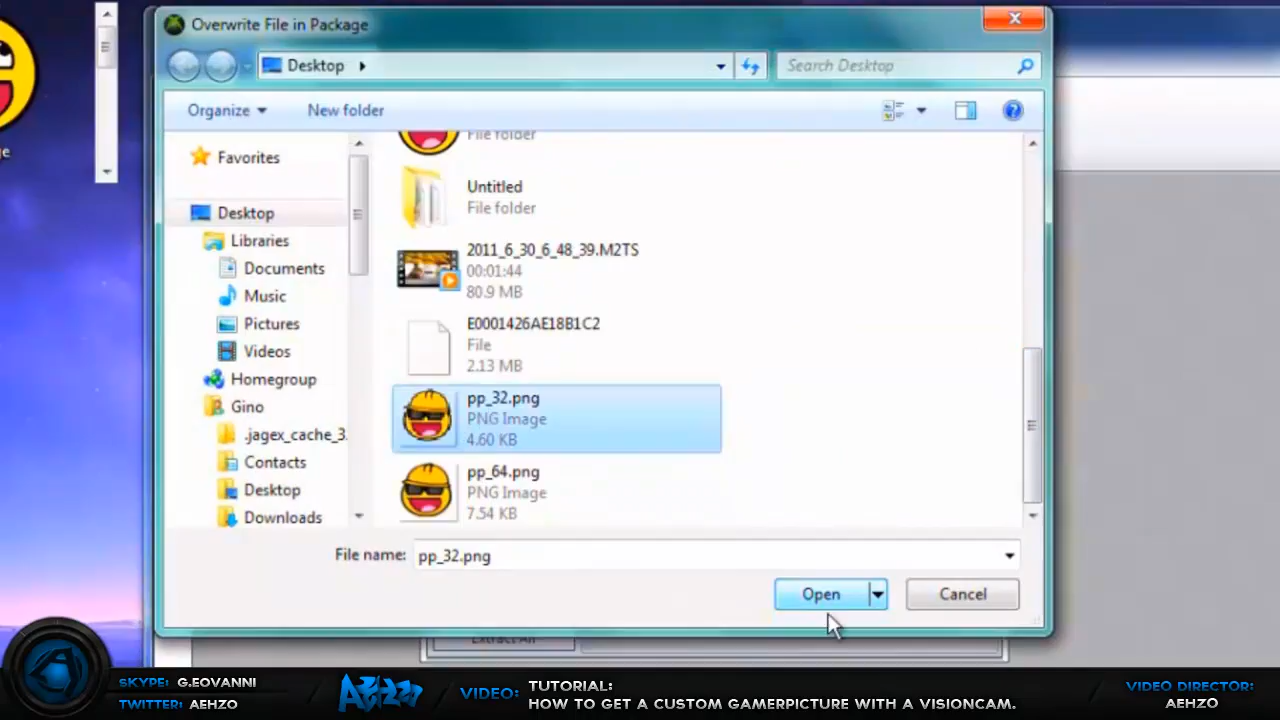 Overwrite File in Package
Desktop
Search Desktop
Organize
New folder
Favorites
Desktop
Libraries
Documents
Music
Pictures
Videos
Homegroup
Gino
.jagex_cache_3
Contacts
Desktop
Downloads
File folder
Untitled
File folder
2011_6_30_6_48_39.M2TS
00:01:44
80.9 MB
E0001426AE18B1C2
File
2.13 MB
pp_32.png
PNG Image
4.60 KB
pp_64.png
PNG Image
7.54 KB
File name: pp_32.png
Open
Cancel
Extract All
SKYPE: G.EOVANNI
TWITTER: AEHZO
AEHZO
VIDEO: TUTORIAL:
HOW TO GET A CUSTOM GAMERPICTURE WITH A VISIONCAM.
VIDEO DIRECTOR:
AEHZO